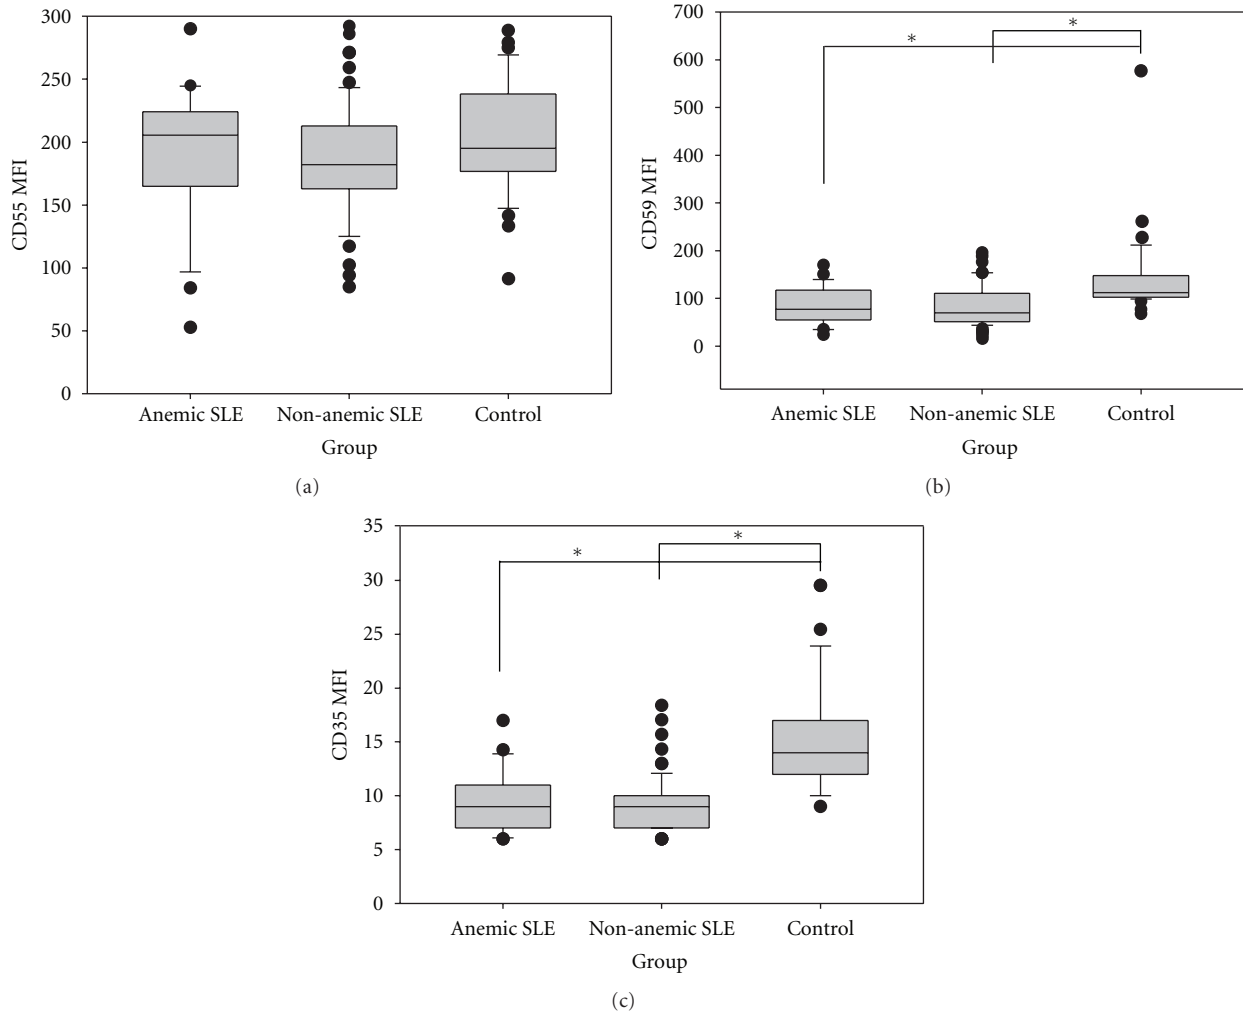 300
250
200
150
100
50
0
CD55 MFI
Anemic SLE Non-anemic SLE Control
Group
(a)
700
600
500
400
300
200
100
0
CD59 MFI
*
*
Anemic SLE Non-anemic SLE Control
Group
(b)
35
30
25
20
15
10
5
0
CD35 MFI
*
*
Anemic SLE Non-anemic SLE Control
Group
(c)